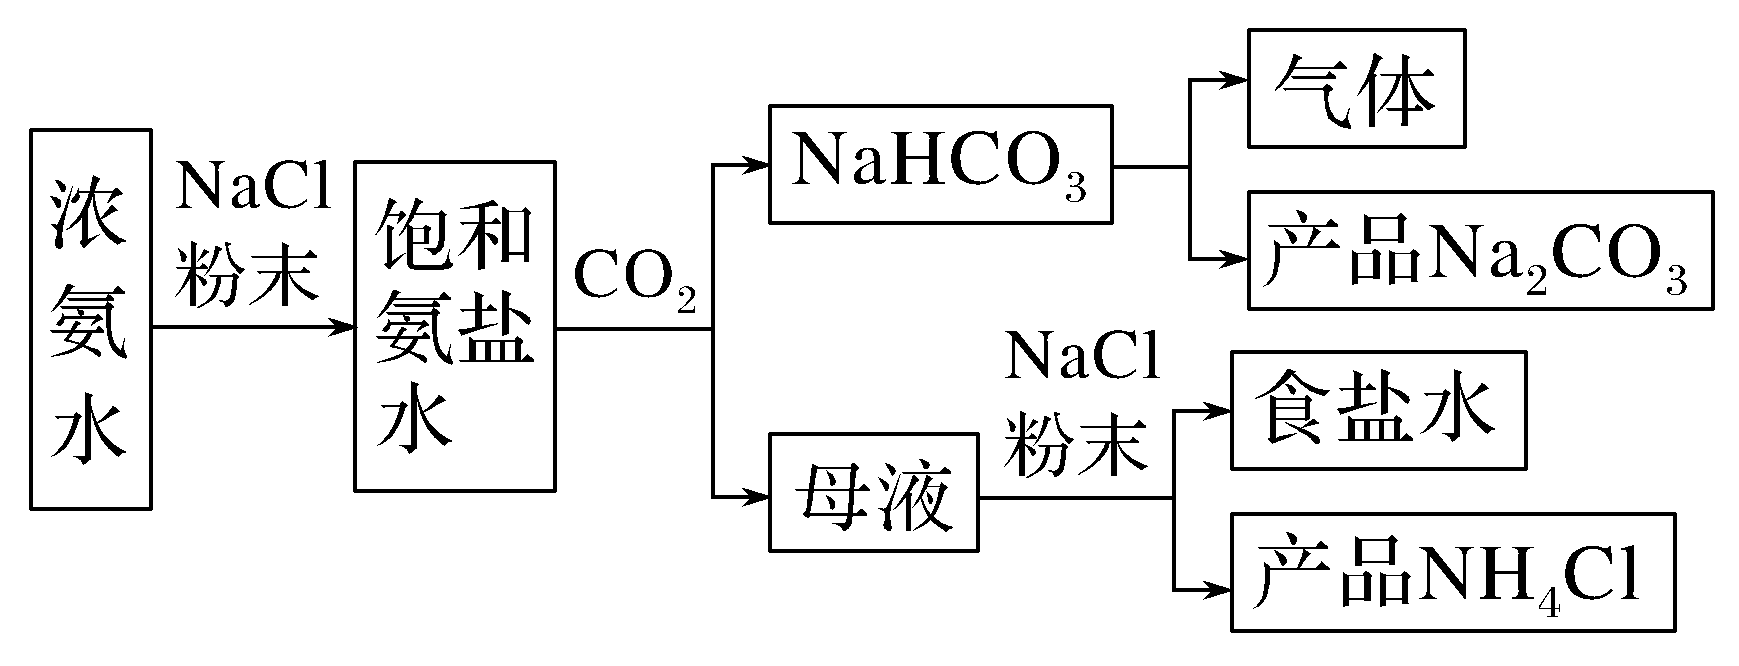 浓
氨
水
NaCl
粉末
饱和
氨盐
水
CO₂
NaHCO₃
气体
产品Na₂CO₃
母液
NaCl
粉末
食盐水
产品NH₄Cl